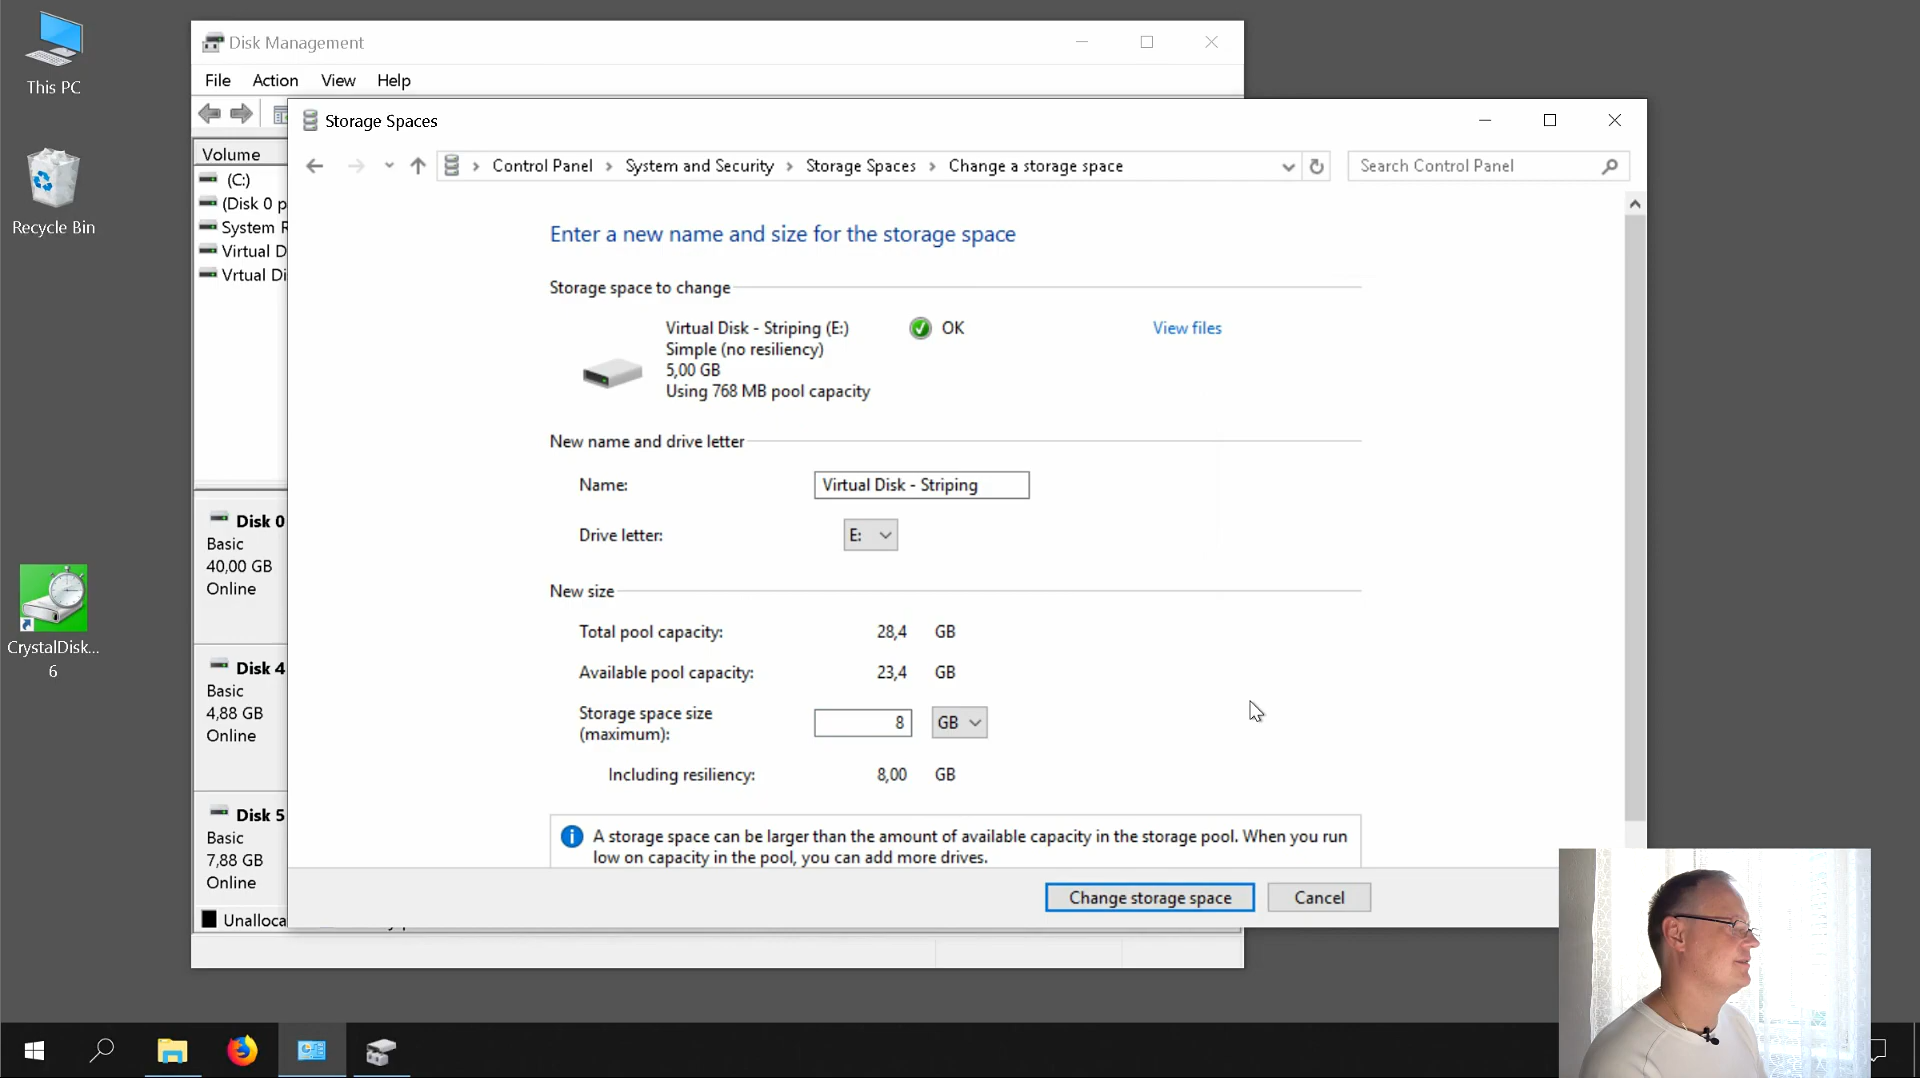 This PC
Recycle Bin
CrystalDisk...
6
Disk Management
File Action View Help
Volume
(C:)
(Disk 0 p
System R
Virtual D
Vrtual Di
Disk 0
Basic
40,00 GB
Online
Disk 4
Basic
4,88 GB
Online
Disk 5
Basic
7,88 GB
Online
Unalloca
Storage Spaces
Control Panel > System and Security > Storage Spaces > Change a storage space
Search Control Panel
Enter a new name and size for the storage space
Storage space to change
Virtual Disk - Striping (E:) OK View files
Simple (no resiliency)
5,00 GB
Using 768 MB pool capacity
New name and drive letter
Name: Virtual Disk - Striping
Drive letter: E:
New size
Total pool capacity: 28,4 GB
Available pool capacity: 23,4 GB
Storage space size
(maximum): 8 GB
Including resiliency: 8,00 GB
A storage space can be larger than the amount of available capacity in the storage pool. When you run
low on capacity in the pool, you can add more drives.
Change storage space Cancel